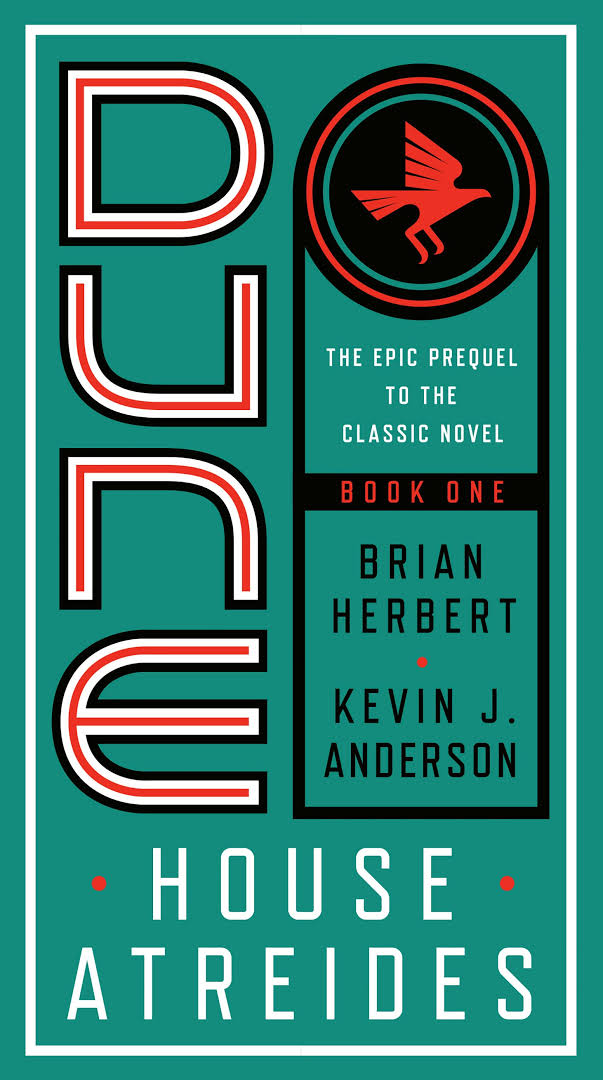 DUNE
THE EPIC PREQUEL
TO THE
CLASSIC NOVEL
BOOK ONE
BRIAN
HERBERT
KEVIN J.
ANDERSON
• HOUSE •
ATREIDES